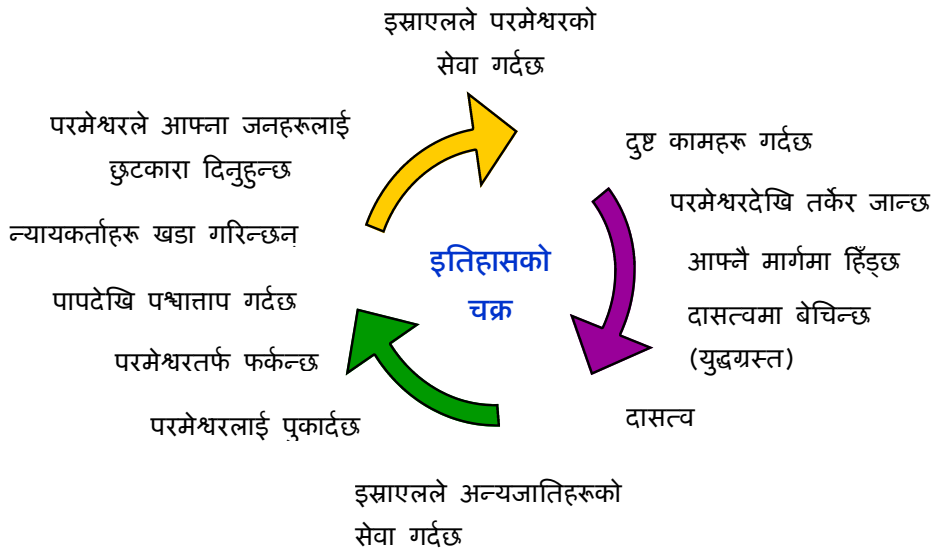 इस्राएलले परमेश्वरको
सेवा गर्दछ
दुष्ट कामहरू गर्दछ
परमेश्वरदेखि तर्केर जान्छ
आफ्नै मार्गमा हिँड्छ
दासत्वमा बेचिन्छ
(युद्धग्रस्त)
दासत्व
इस्राएलले अन्यजातिहरूको
सेवा गर्दछ
परमेश्वरलाई पुकार्दछ
परमेश्वरतर्फ फर्कन्छ
पापदेखि पश्चात्ताप गर्दछ
न्यायकर्ताहरू खडा गरिन्छन्
परमेश्वरले आफ्ना जनहरूलाई
छुटकारा दिनुहुन्छ
इतिहासको
चक्र